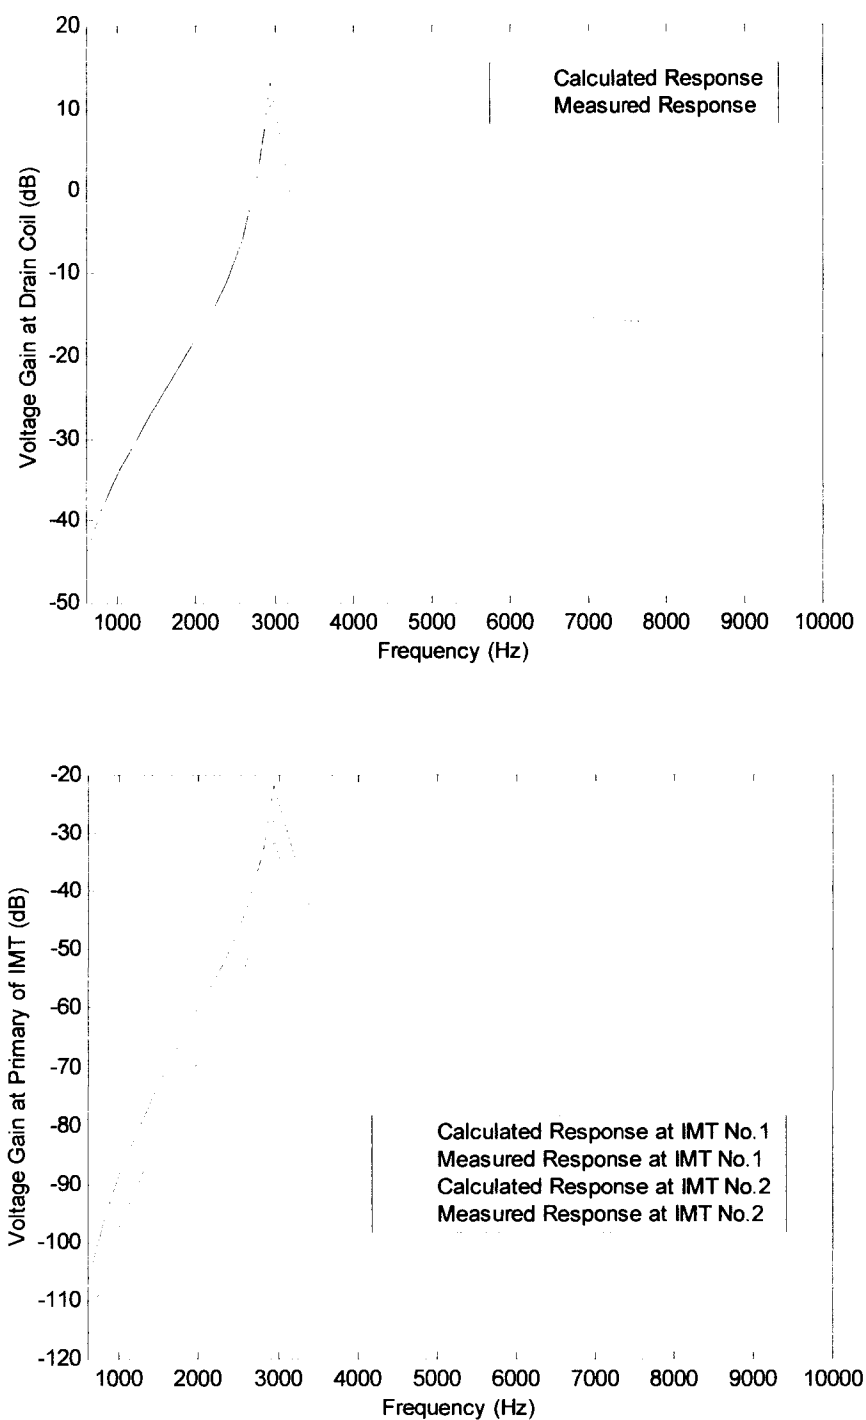 20
10
0
-10
-20
-30
-40
-50
Voltage Gain at Drain Coil (dB)
Calculated Response
Measured Response
1000 2000 3000 4000 5000 6000 7000 8000 9000 10000
Frequency (Hz)
-20
-30
-40
-50
-60
-70
-80
-90
-100
-110
-120
Voltage Gain at Primary of IMT (dB)
Calculated Response at IMT No.1
Measured Response at IMT No.1
Calculated Response at IMT No.2
Measured Response at IMT No.2
1000 2000 3000 4000 5000 6000 7000 8000 9000 10000
Frequency (Hz)